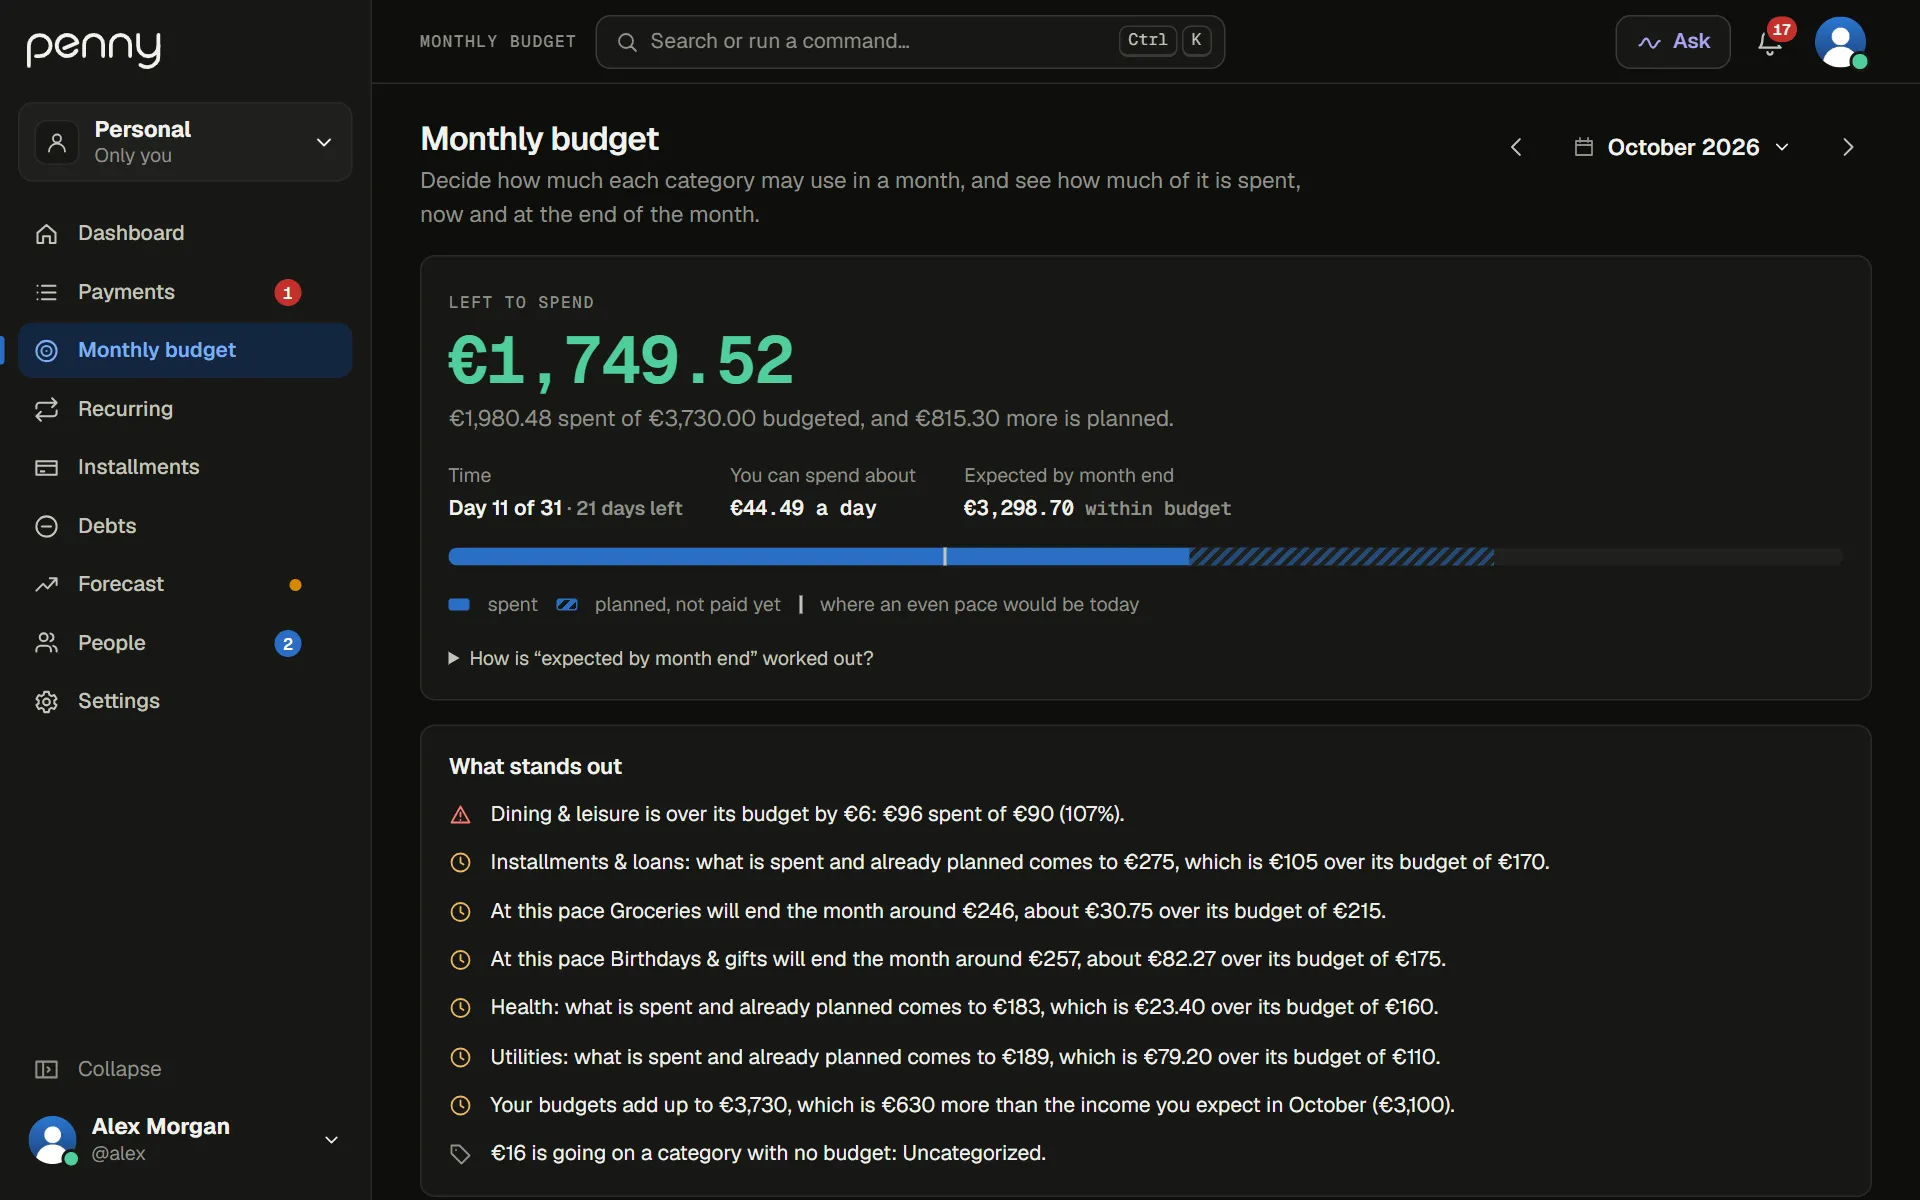 penny
Personal
Only you
Dashboard
Payments 1
Monthly budget
Recurring
Installments
Debts
Forecast
People 2
Settings
Collapse
Alex Morgan
@alex
MONTHLY BUDGET
Search or run a command...
Ctrl K
Ask
17
Monthly budget
Decide how much each category may use in a month, and see how much of it is spent,
now and at the end of the month.
October 2026
LEFT TO SPEND
€1,749.52
€1,980.48 spent of €3,730.00 budgeted, and €815.30 more is planned.
Time
Day 11 of 31 · 21 days left
You can spend about
€44.49 a day
Expected by month end
€3,298.70 within budget
spent
planned, not paid yet
where an even pace would be today
How is “expected by month end” worked out?
What stands out
Dining & leisure is over its budget by €6: €96 spent of €90 (107%).
Installments & loans: what is spent and already planned comes to €275, which is €105 over its budget of €170.
At this pace Groceries will end the month around €246, about €30.75 over its budget of €215.
At this pace Birthdays & gifts will end the month around €257, about €82.27 over its budget of €175.
Health: what is spent and already planned comes to €183, which is €23.40 over its budget of €160.
Utilities: what is spent and already planned comes to €189, which is €79.20 over its budget of €110.
Your budgets add up to €3,730, which is €630 more than the income you expect in October (€3,100).
€16 is going on a category with no budget: Uncategorized.